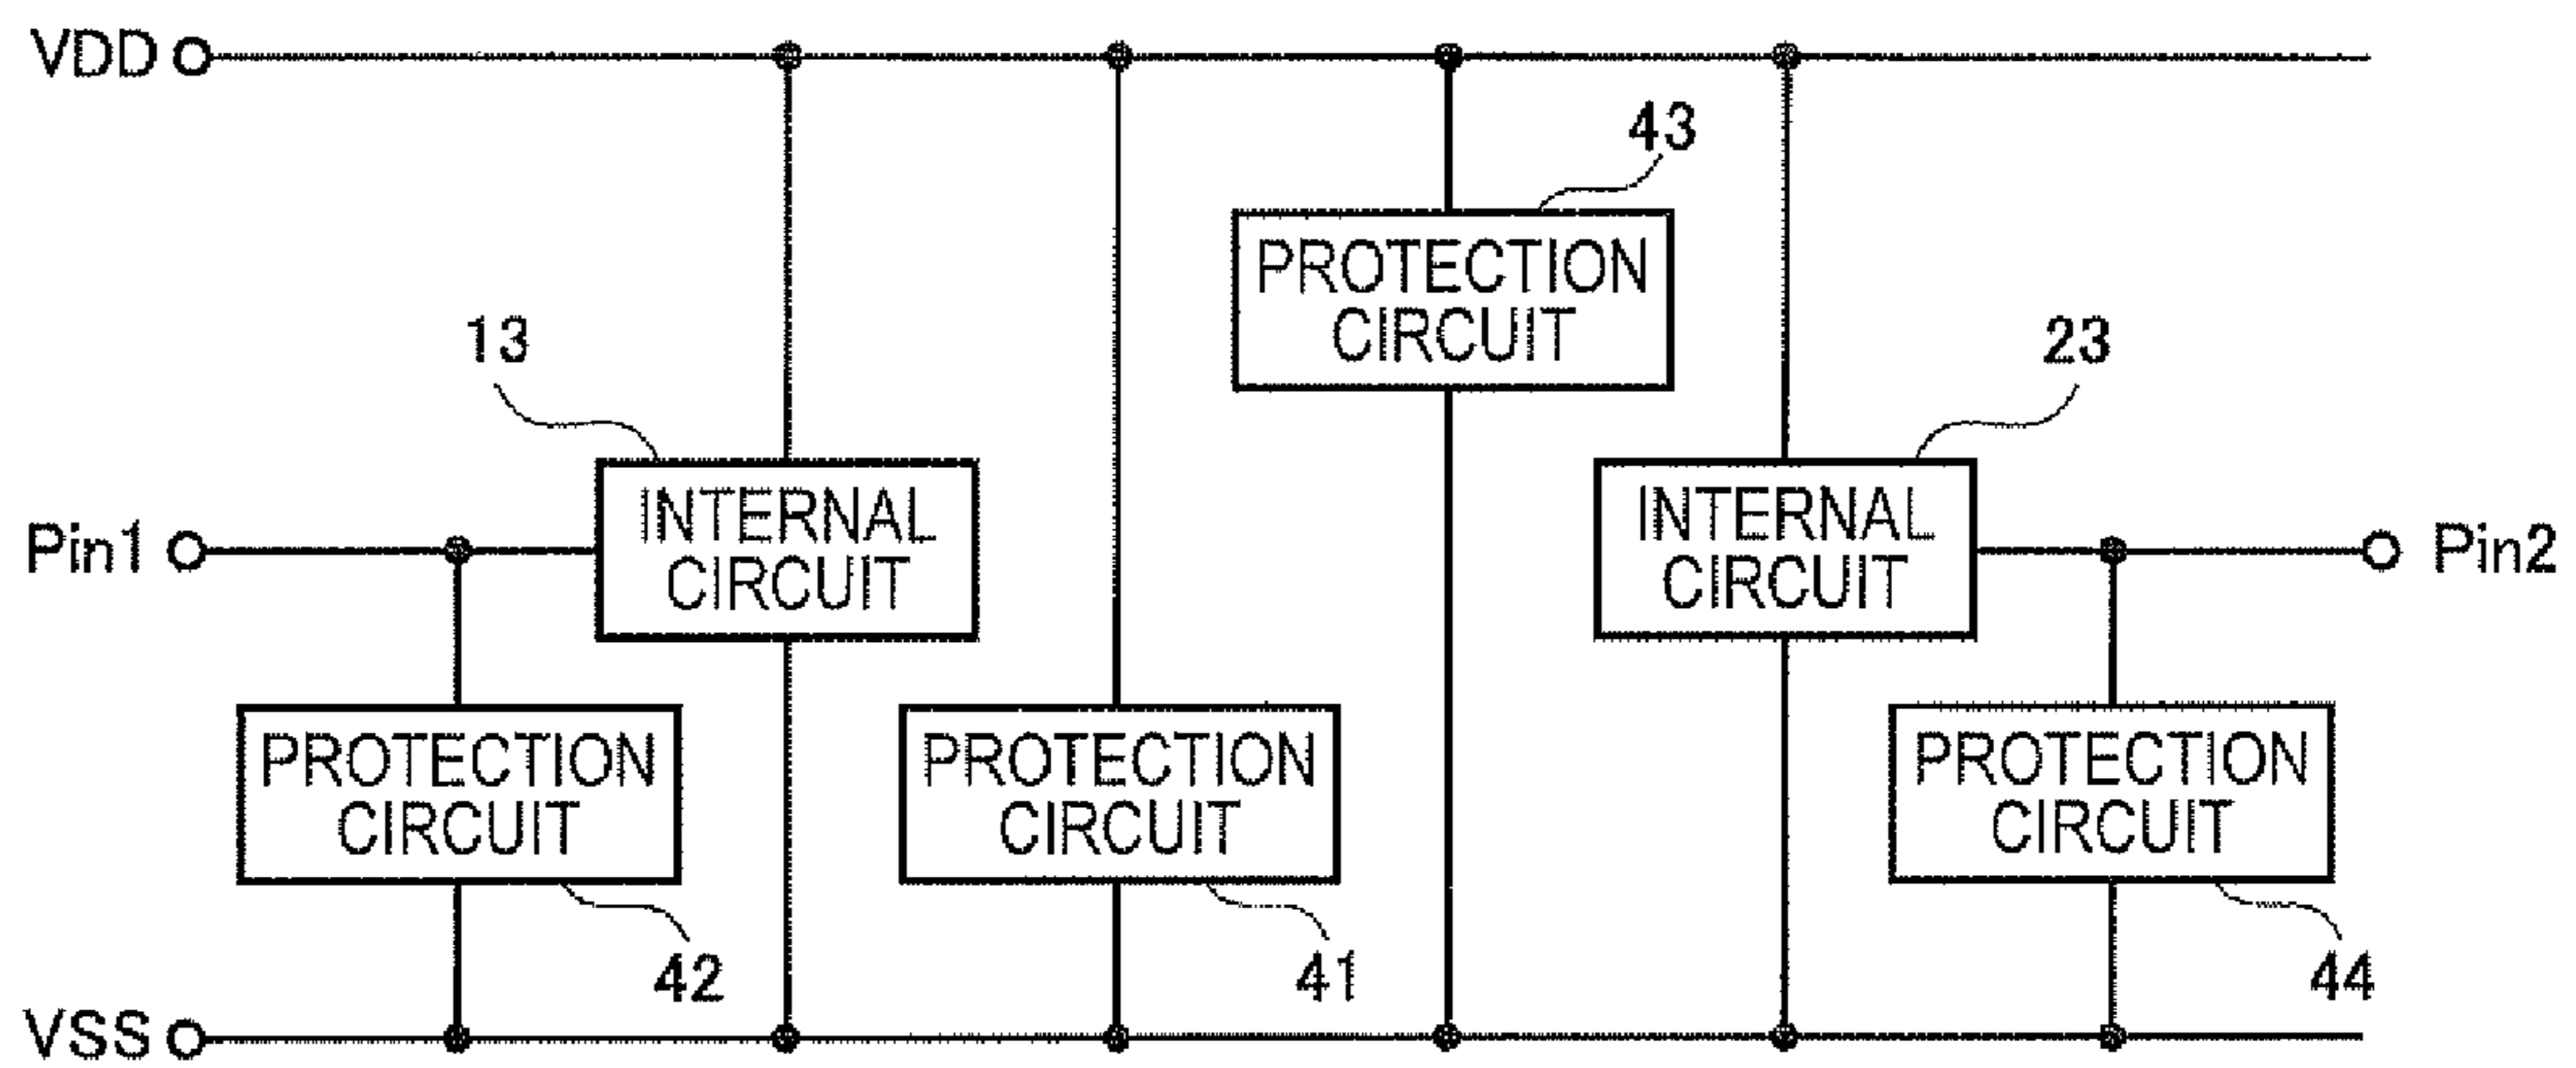 VDD
43
PROTECTION
CIRCUIT
13
23
INTERNAL
CIRCUIT
INTERNAL
CIRCUIT
Pin1
Pin2
PROTECTION
CIRCUIT
PROTECTION
CIRCUIT
PROTECTION
CIRCUIT
42
41
44
VSS